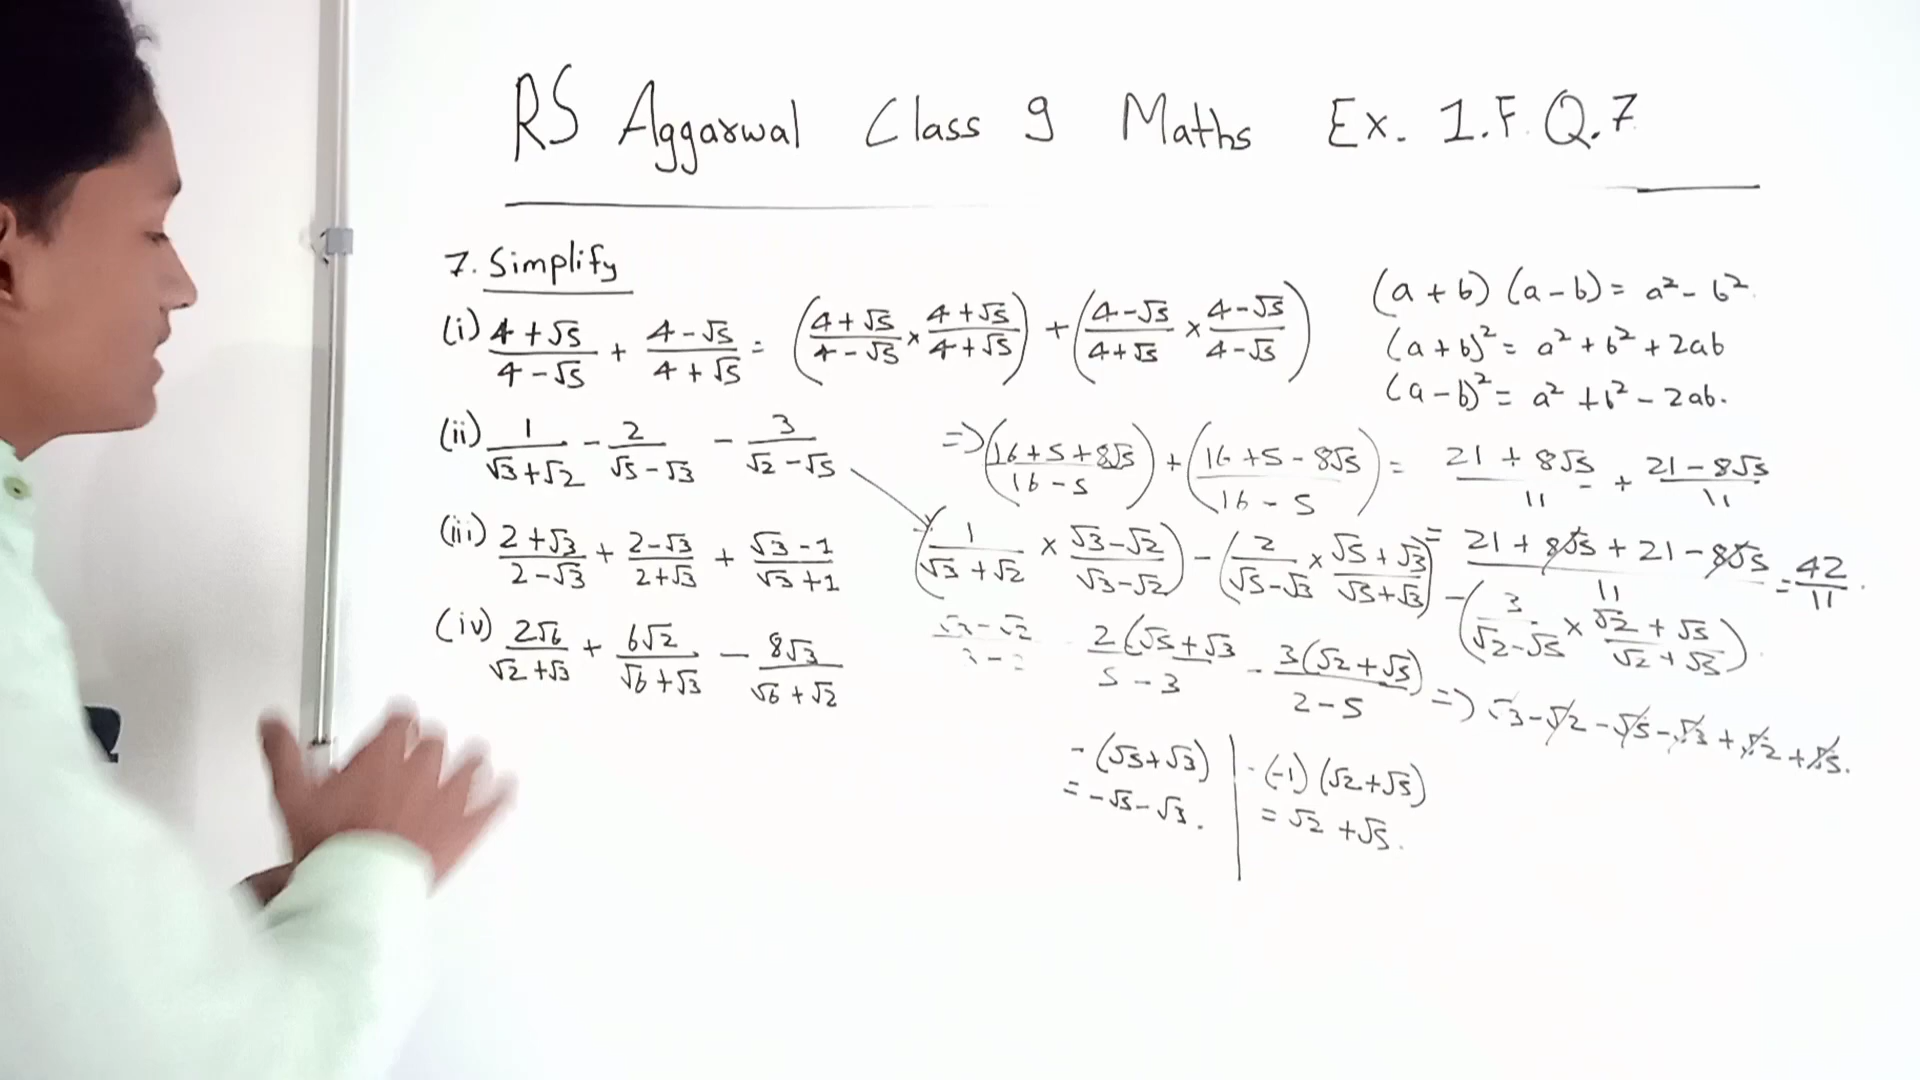 RS Aggarwal Class 9 Maths Ex. 1.F. Q.7
7. Simplify
(i) (4+√5)/(4-√5) + (4-√5)/(4+√5) = ((4+√5)/(4-√5) × (4+√5)/(4+√5)) + ((4-√5)/(4+√5) × (4-√5)/(4-√5))
(a+b)(a-b) = a² - b².
(a+b)² = a² + b² + 2ab
(a-b)² = a² + b² - 2ab.
=> ((16+5+8√5)/(16-5)) + ((16+5-8√5)/(16-5)) = (21+8√5)/11 + (21-8√5)/11
= (21+8√5+21-8√5)/11 = 42/11.
(ii) 1/(√3+√2) - 2/(√5-√3) - 3/(√2-√5)
(1/(√3+√2) × (√3-√2)/(√3-√2)) - (2/(√5-√3) × (√5+√3)/(√5+√3)) - (3/(√2-√5) × (√2+√5)/(√2+√5)).
(√3-√2)/ 2(√5+√3)/(5-3) - 3(√2+√5)/(2-5) => √3-√2-√5-√3+√2+√5.
-(√5+√3)
= -√5-√3.
-(-1)(√2+√5)
= √2+√5.
(iii) (2+√3)/(2-√3) + (2-√3)/(2+√3) + (√3-1)/(√3+1)
(iv) 2√6/(√2+√3) + 6√2/(√6+√3) - 8√3/(√6+√2)